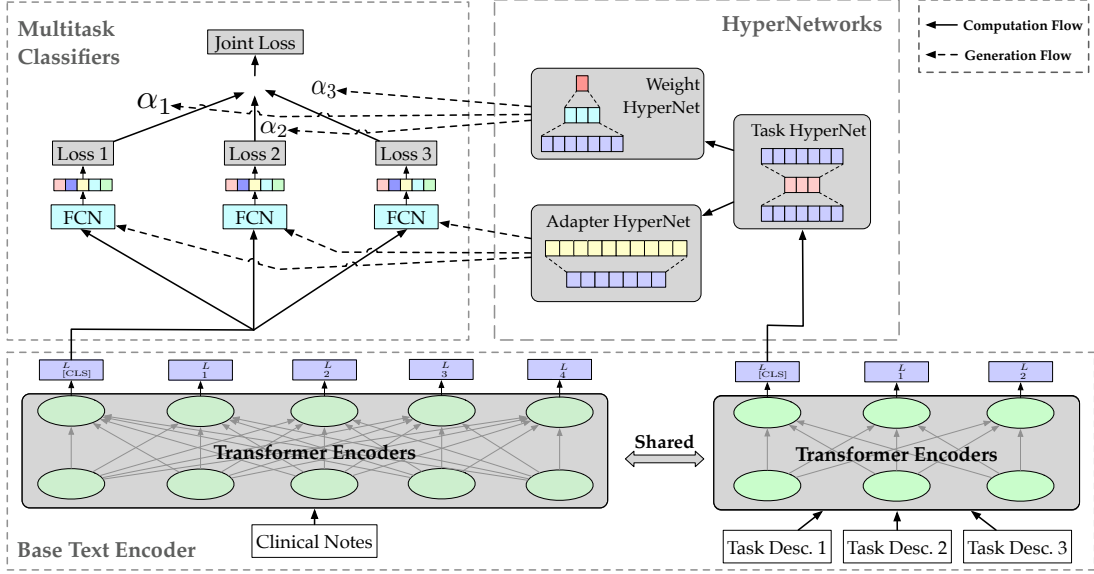 Multitask
Classifiers
Joint Loss
α1
α2
α3
Loss 1
Loss 2
Loss 3
FCN
FCN
FCN
HyperNetworks
Weight
HyperNet
Task HyperNet
Adapter HyperNet
Computation Flow
Generation Flow
L
[CLS]
L
1
L
2
L
3
L
4
Transformer Encoders
Clinical Notes
Base Text Encoder
Shared
L
[CLS]
L
1
L
2
Transformer Encoders
Task Desc. 1
Task Desc. 2
Task Desc. 3